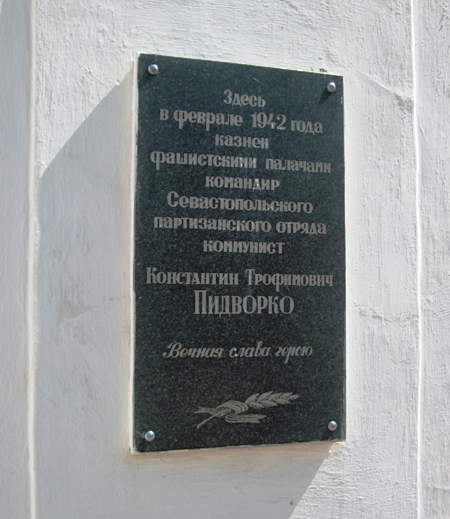 Здесь
в феврале 1942 года
казнен
фашистскими палачами
командир
Севастопольского
партизанского отряда
коммунист
Константин Трофимович
Пидворко
Вечная слава герою